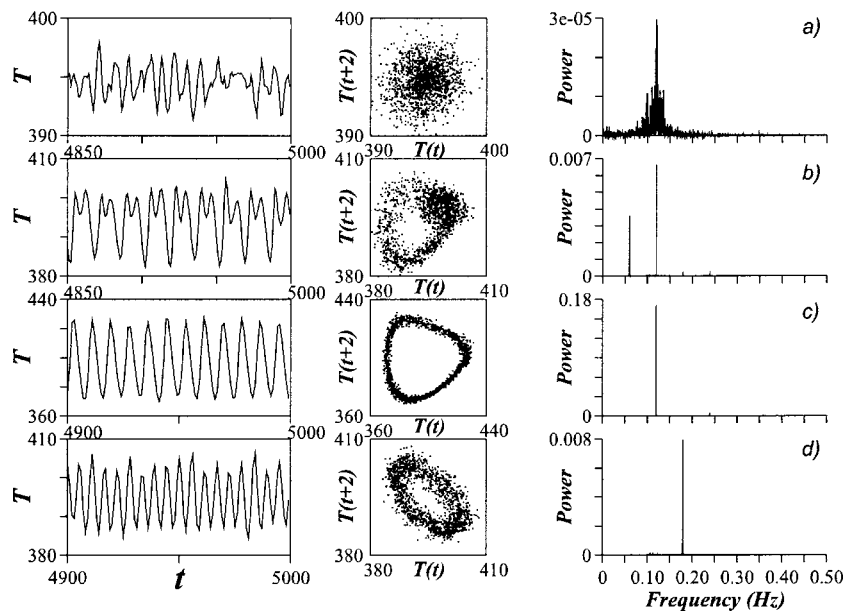 400
T
390
4850
5000
400
T(t+2)
390
390
T(t)
400
3e-05
Power
0
a)
410
T
380
4850
5000
410
T(t+2)
380
380
T(t)
410
0.007
Power
0
b)
440
T
360
4900
5000
440
T(t+2)
360
360
T(t)
440
0.18
Power
0
c)
410
T
380
4900
t
5000
410
T(t+2)
380
380
T(t)
410
0.008
Power
0
d)
0 0.10 0.20 0.30 0.40 0.50
Frequency (Hz)